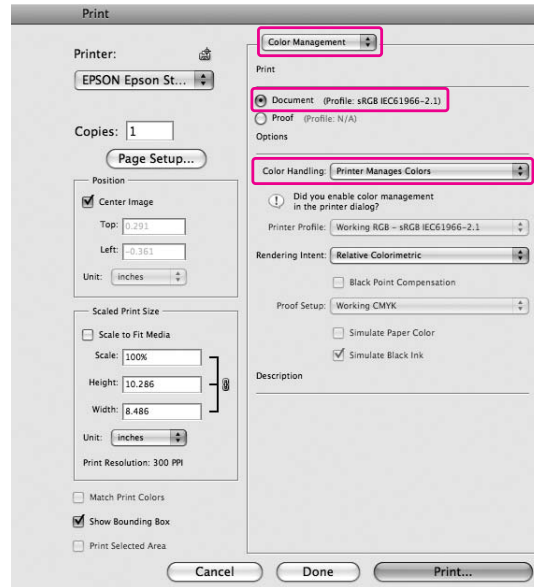 Print
Printer:
EPSON Epson St...
Copies: 1
Page Setup...
Position
Center Image
Top: 0.291
Left: -0.361
Unit: inches
Scaled Print Size
Scale to Fit Media
Scale: 100%
Height: 10.286
Width: 8.486
Unit: inches
Print Resolution: 300 PPI
Match Print Colors
Show Bounding Box
Print Selected Area
Color Management
Print
Document (Profile: sRGB IEC61966-2.1)
Proof (Profile: N/A)
Options
Color Handling: Printer Manages Colors
Did you enable color management
in the printer dialog?
Printer Profile: Working RGB - sRGB IEC61966-2.1
Rendering Intent: Relative Colorimetric
Black Point Compensation
Proof Setup: Working CMYK
Simulate Paper Color
Simulate Black Ink
Description
Cancel
Done
Print...